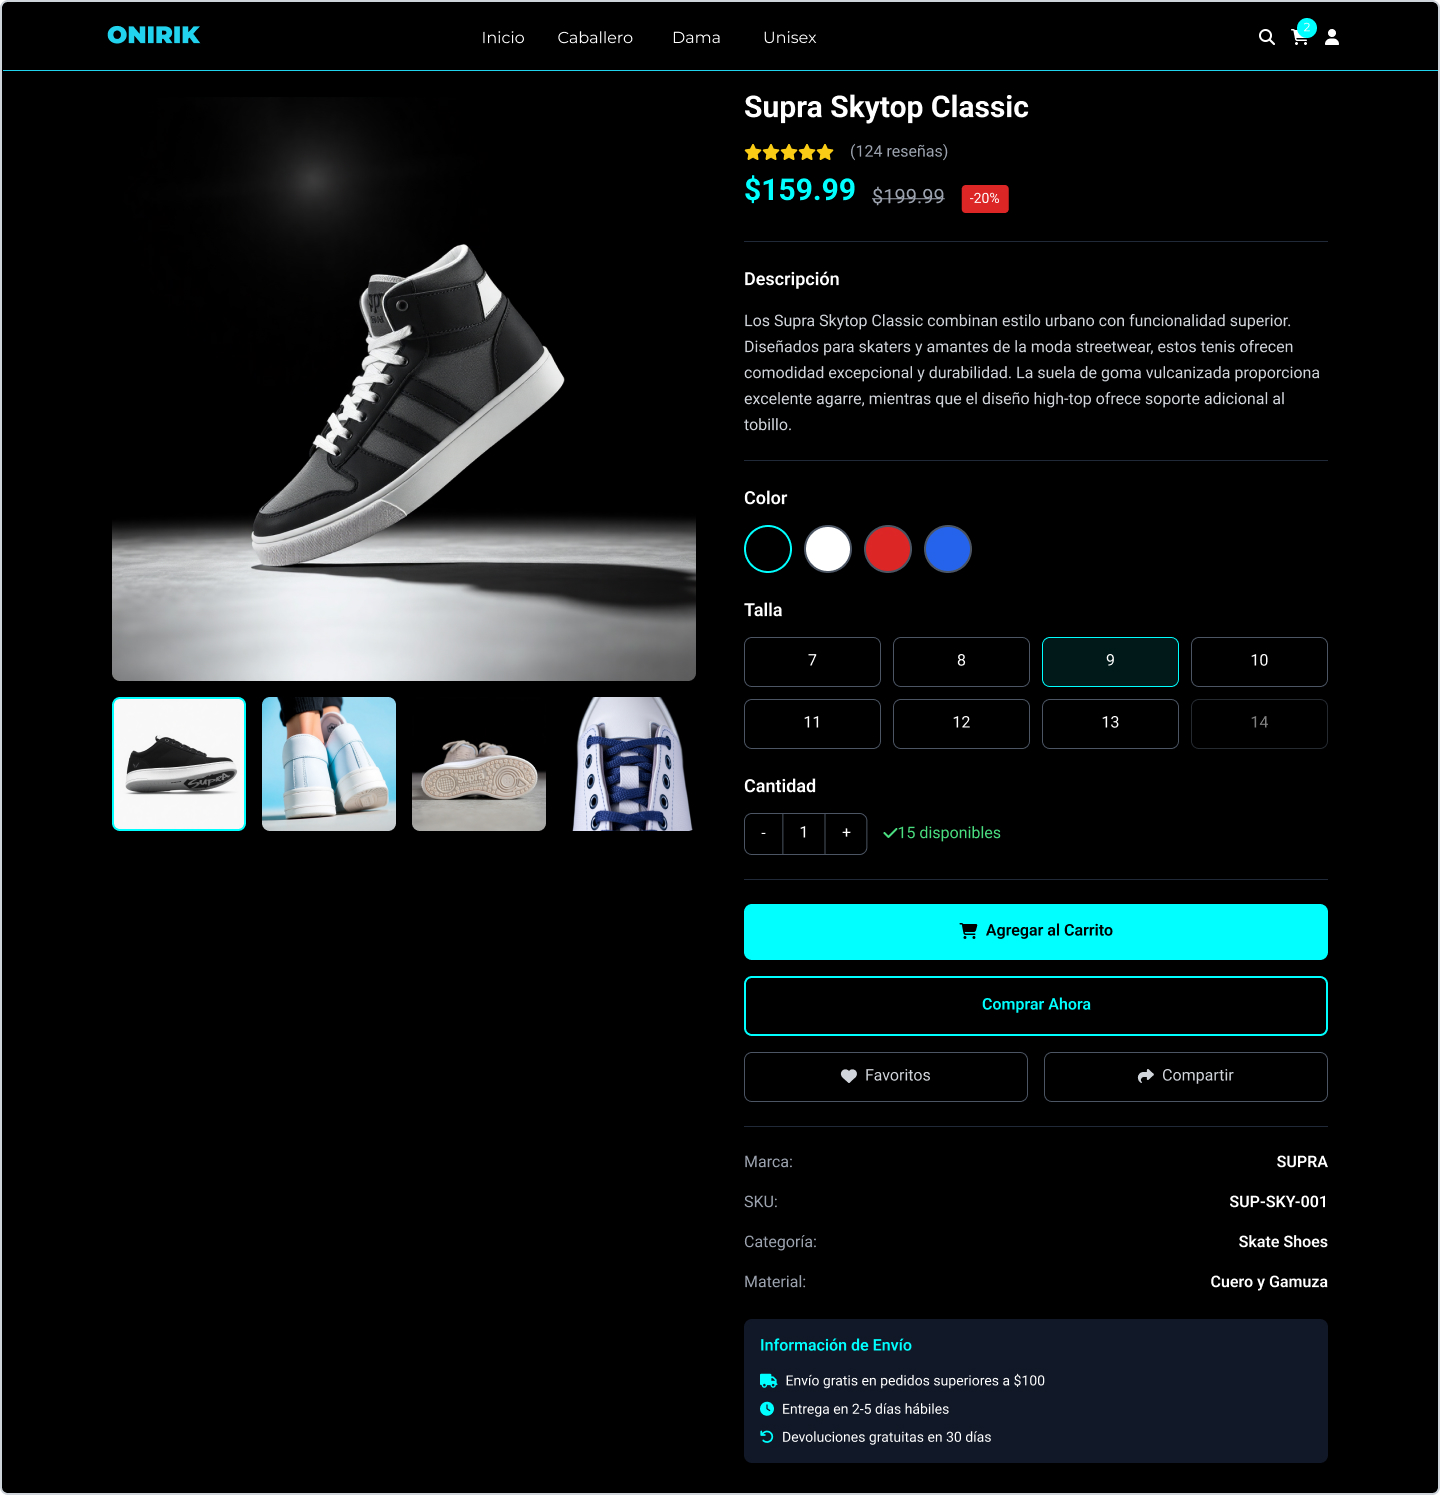 ONIRIK
Inicio Caballero Dama Unisex
2
Supra Skytop Classic
(124 reseñas)
$159.99 $199.99 -20%
Descripción
Los Supra Skytop Classic combinan estilo urbano con funcionalidad superior.
Diseñados para skaters y amantes de la moda streetwear, estos tenis ofrecen
comodidad excepcional y durabilidad. La suela de goma vulcanizada proporciona
excelente agarre, mientras que el diseño high-top ofrece soporte adicional al
tobillo.
Color
Talla
7 8 9 10
11 12 13 14
SUPRA
Cantidad
- 1 + 15 disponibles
Agregar al Carrito
Comprar Ahora
Favoritos Compartir
Marca: SUPRA
SKU: SUP-SKY-001
Categoría: Skate Shoes
Material: Cuero y Gamuza
Información de Envío
Envío gratis en pedidos superiores a $100
Entrega en 2-5 días hábiles
Devoluciones gratuitas en 30 días